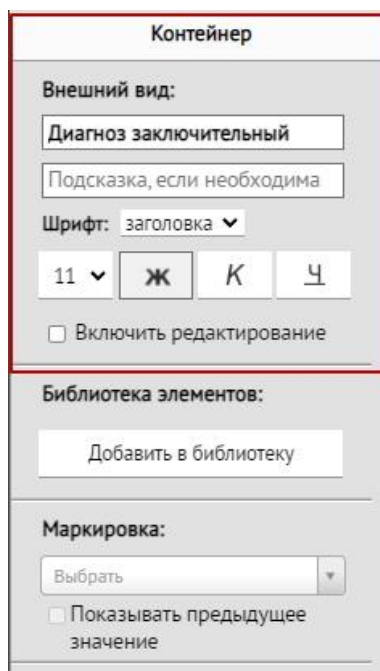 Контейнер
Внешний вид:
Диагноз заключительный
Подсказка, если необходима
Шрифт: заголовка
11 Ж К Ч
Включить редактирование
Библиотека элементов:
Добавить в библиотеку
Маркировка:
Выбрать
Показывать предыдущее
значение